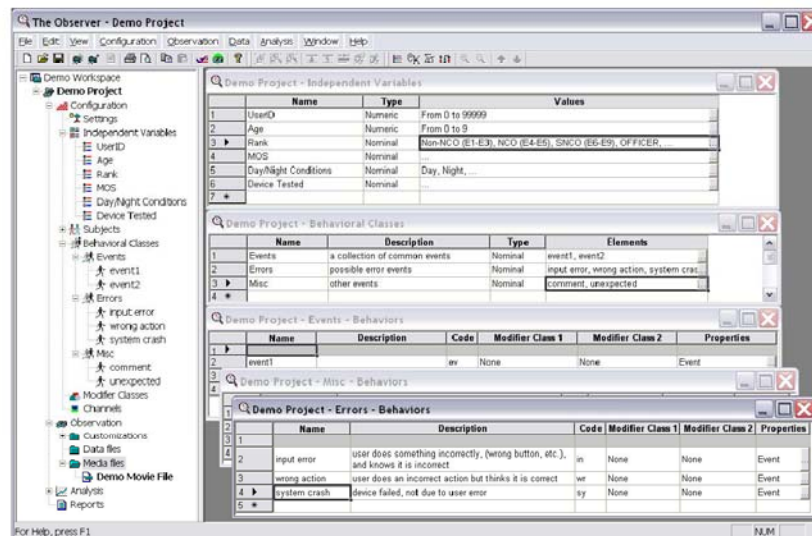 The Observer - Demo Project
File Edit View Configuration Observation Data Analysis Window Help
Demo Workspace
Demo Project
Configuration
Settings
Independent Variables
UserID
Age
Rank
MOS
Day/Night Conditions
Device Tested
Subjects
Behavioral Classes
Events
event1
event2
Errors
input error
wrong action
system crash
Misc
comment
unexpected
Modifier Classes
Channels
Observation
Customizations
Data files
Media files
Demo Movie File
Analysis
Reports
Demo Project - Independent Variables
Name Type Values
1 UserID Numeric From 0 to 99999
2 Age Numeric From 0 to 9
3 Rank Nominal Non-NCO (E1-E3), NCO (E4-E5), SNCO (E6-E9), OFFICER, ...
4 MOS Nominal ...
5 Day/Night Conditions Nominal Day, Night, ...
6 Device Tested Nominal ...
7 *
Demo Project - Behavioral Classes
Name Description Type Elements
1 Events a collection of common events Nominal event1, event2
2 Errors possible error events Nominal input error, wrong action, system crac
3 Misc other events Nominal comment, unexpected
4 *
Demo Project - Events - Behaviors
Name Description Code Modifier Class 1 Modifier Class 2 Properties
1
2 event1 ev None None Event
3
4
Demo Project - Misc - Behaviors
1
2
3
4
Demo Project - Errors - Behaviors
Name Description Code Modifier Class 1 Modifier Class 2 Properties
1
2 input error user does something incorrectly, (wrong button, etc.), and knows it is incorrect in None None Event
3 wrong action user does an incorrect action but thinks it is correct wr None None Event
4 system crash device failed, not due to user error sy None None Event
5 *
For Help, press F1
NUM